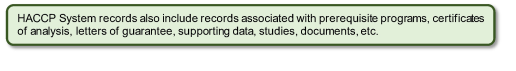 HACCP System records also include records associated with prerequisite programs, certificates
of analysis, letters of guarantee, supporting data, studies, documents, etc.